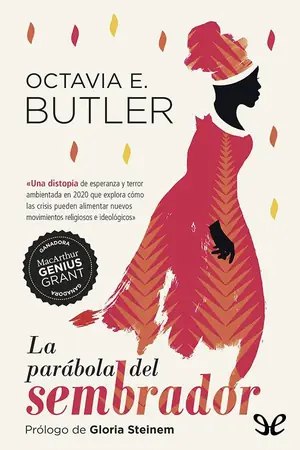 OCTAVIA E.
BUTLER
«Una distopía de esperanza y terror
ambientada en 2020 que explora cómo
las crisis pueden alimentar nuevos
movimientos religiosos e ideológicos»
GANADORA
MacArthur
GENIUS
GRANT
GANADORA
La
parábola del
sembrador
Prólogo de Gloria Steinem